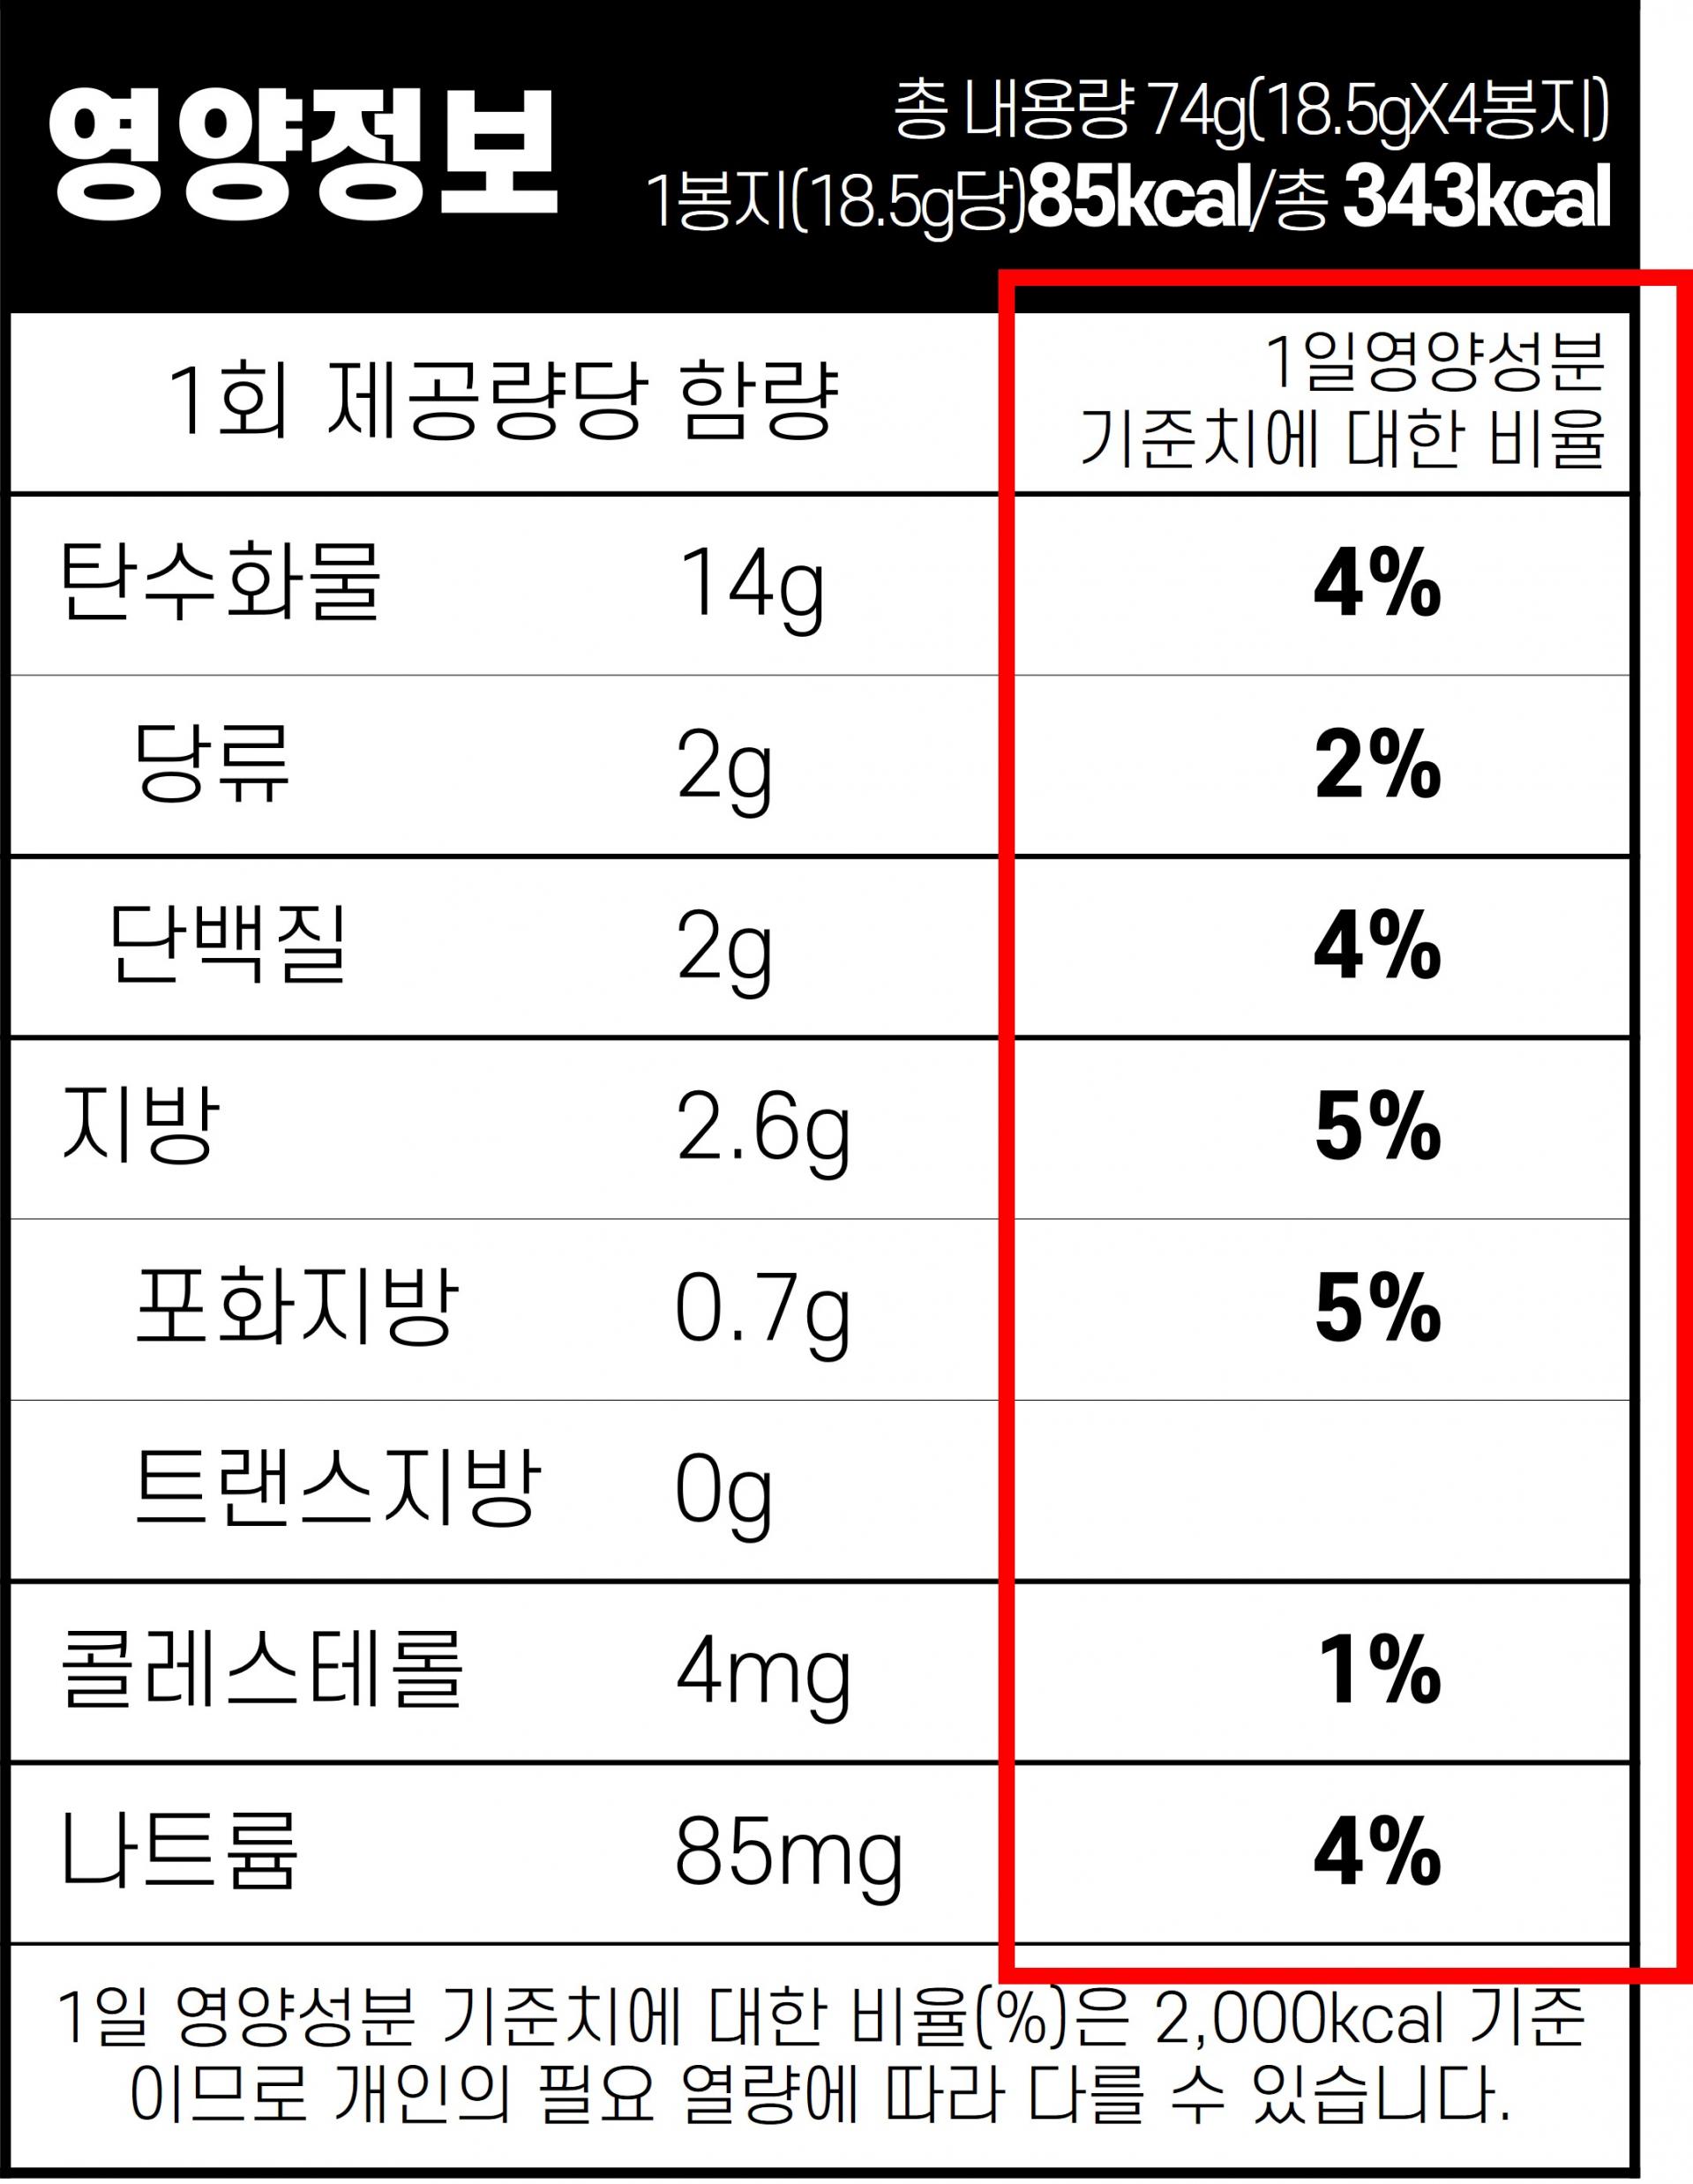 영양정보
총 내용량 74g(18.5gX4봉지)
1봉지(18.5g당)85kcal/총 343kcal
1회 제공량당 함량
1일영양성분
기준치에 대한 비율
탄수화물 14g 4%
당류 2g 2%
단백질 2g 4%
지방 2.6g 5%
포화지방 0.7g 5%
트랜스지방 0g
콜레스테롤 4mg 1%
나트륨 85mg 4%
1일 영양성분 기준치에 대한 비율(%)은 2,000kcal 기준
이므로 개인의 필요 열량에 따라 다를 수 있습니다.